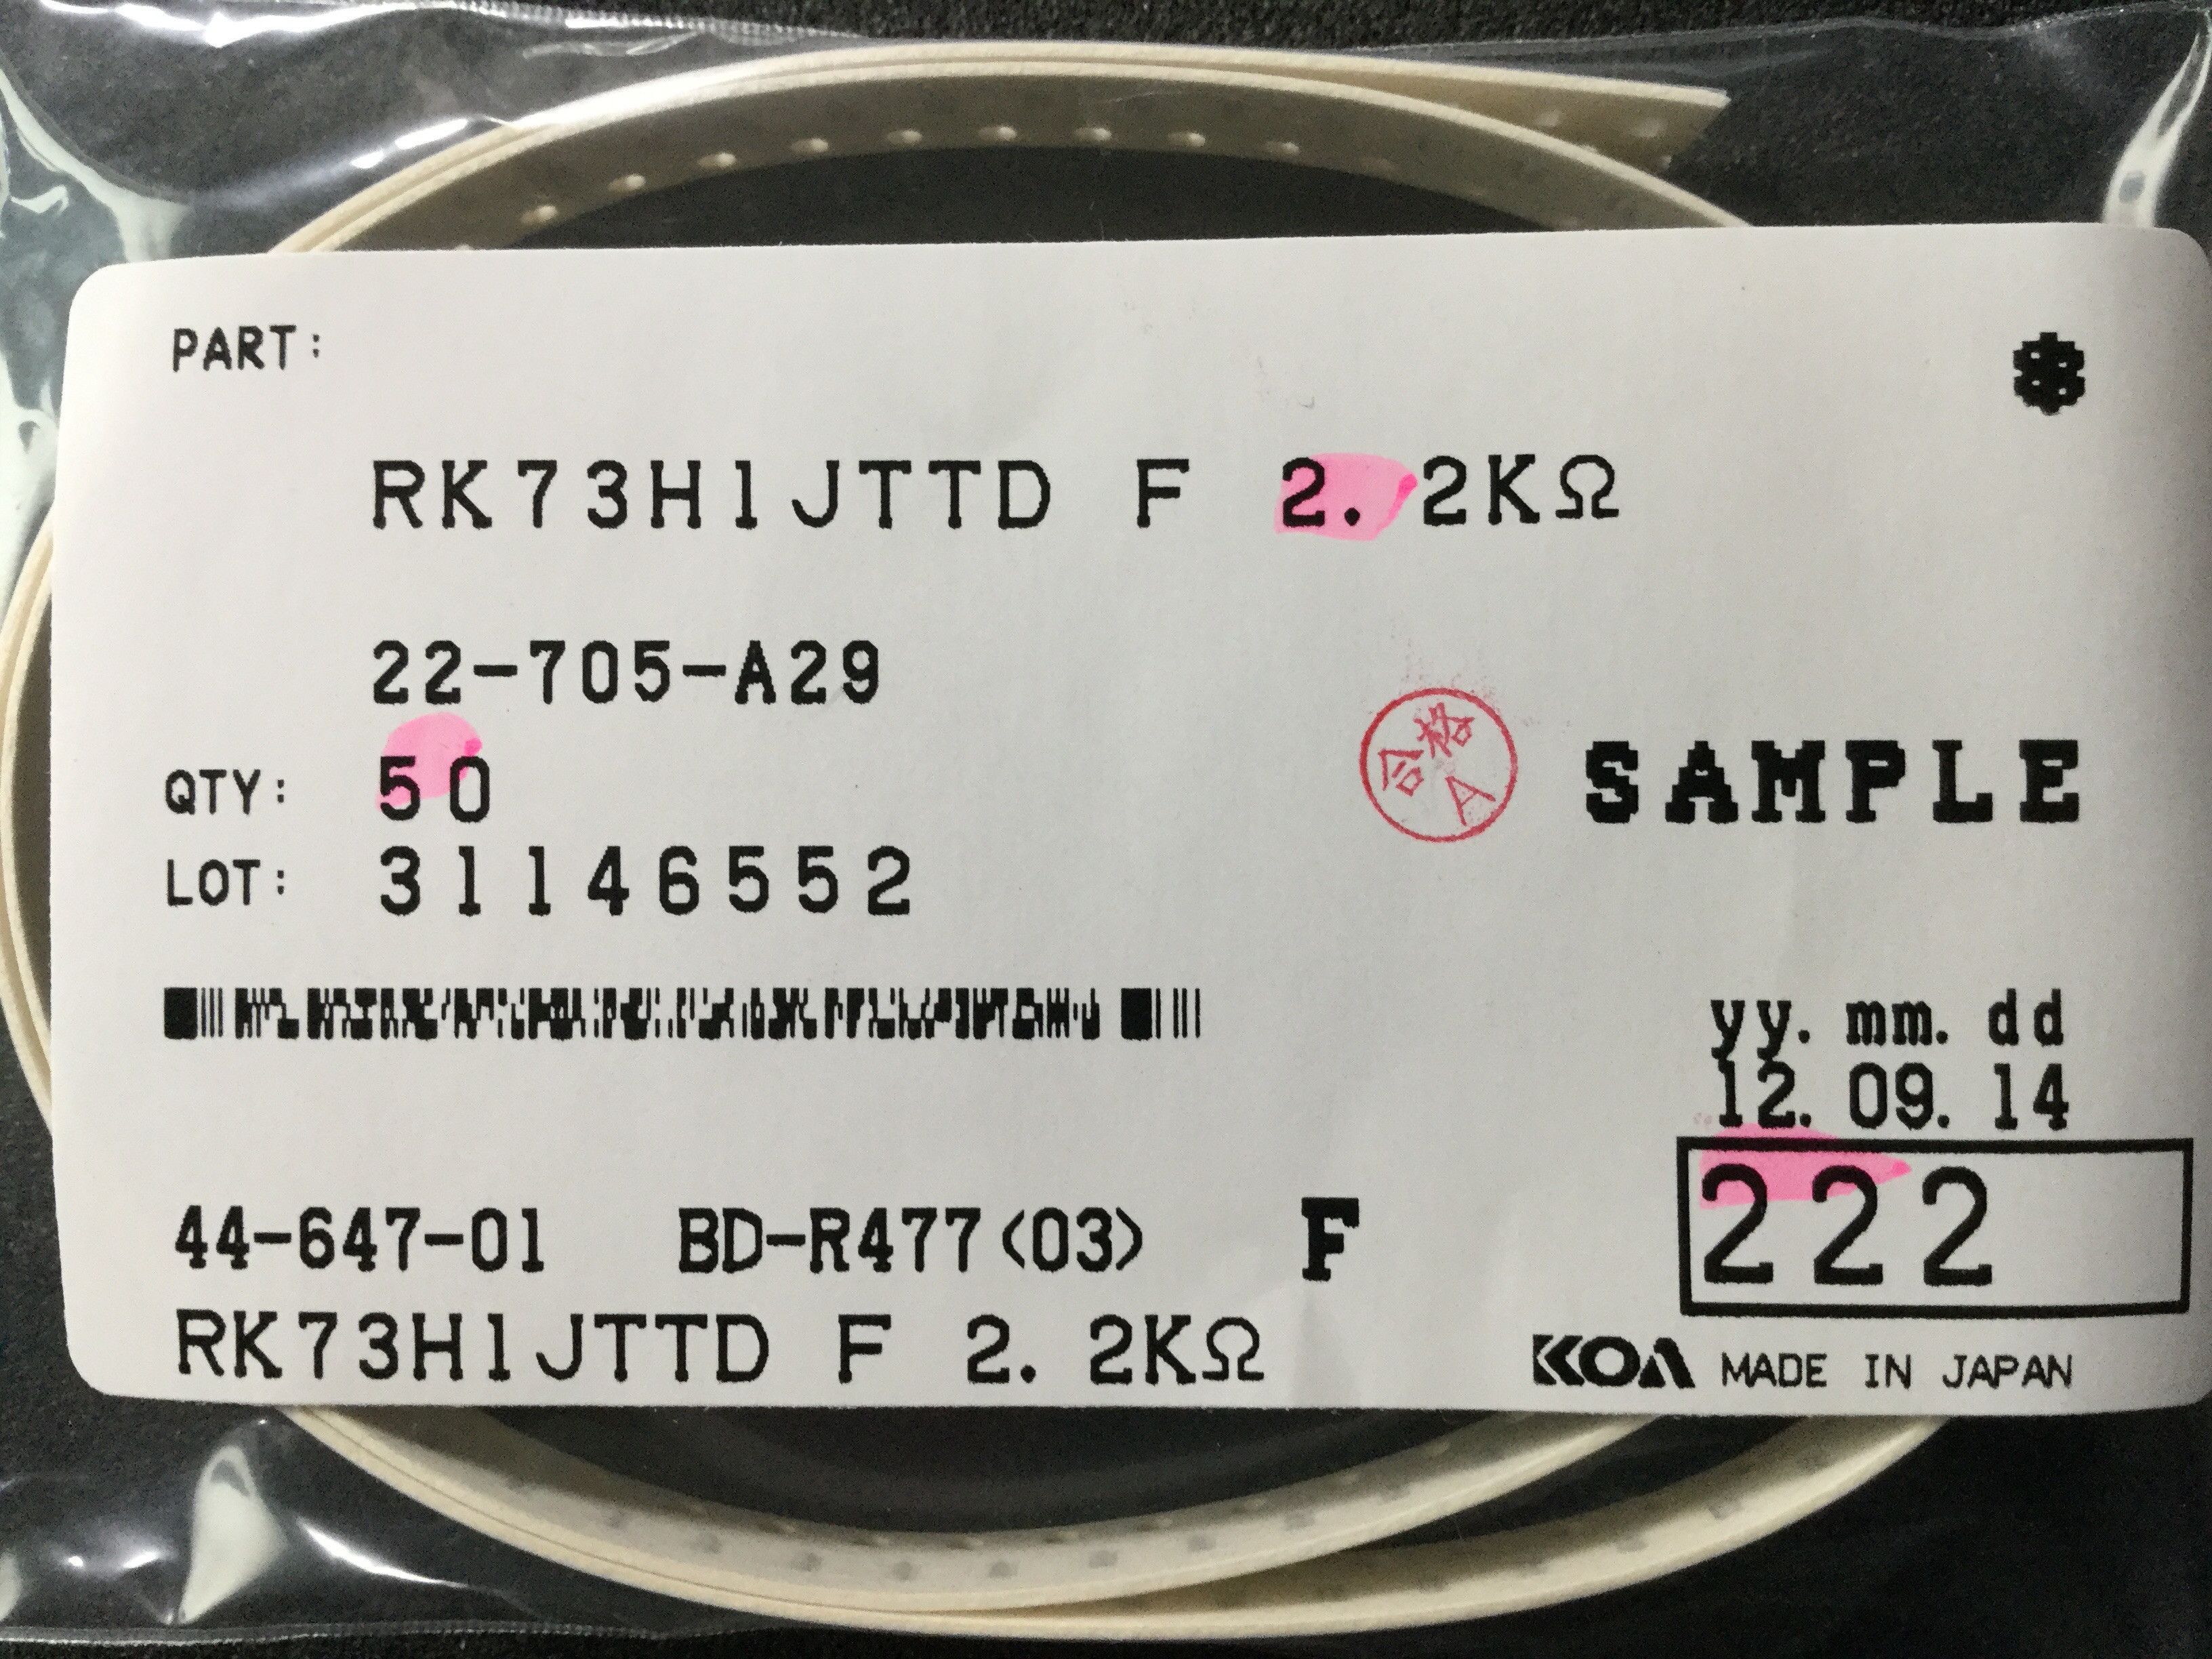 PART:
RK73H1JTTD F 2.2KΩ
22-705-A29
QTY: 50
合格
A
SAMPLE
LOT: 31146552
yy. mm. dd
12. 09. 14
222
44-647-01 BD-R477<03> F
RK73H1JTTD F 2.2KΩ
KOA MADE IN JAPAN